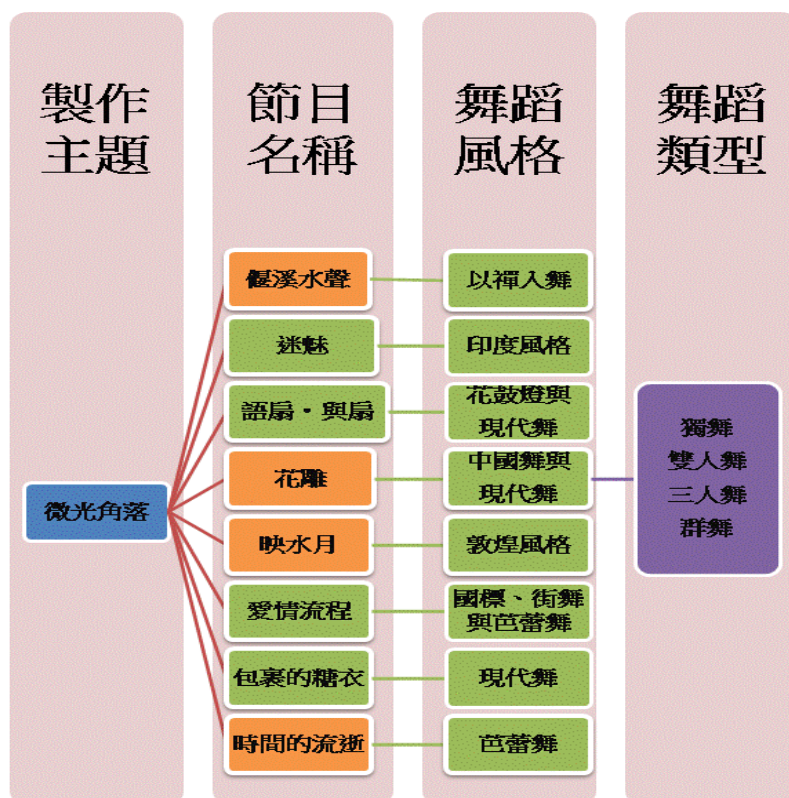 製作
主題
節目
名稱
舞蹈
風格
舞蹈
類型
微光角落
偃溪水聲
以禪入舞
迷魅
印度風格
語扇·與扇
花鼓燈與
現代舞
花雕
中國舞與
現代舞
映水月
敦煌風格
愛情流程
國標、街舞
與芭蕾舞
包裹的糖衣
現代舞
時間的流逝
芭蕾舞
獨舞
雙人舞
三人舞
群舞